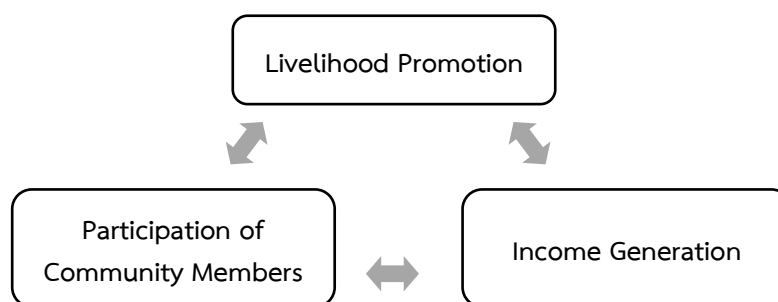 Livelihood Promotion
Participation of
Community Members
Income Generation